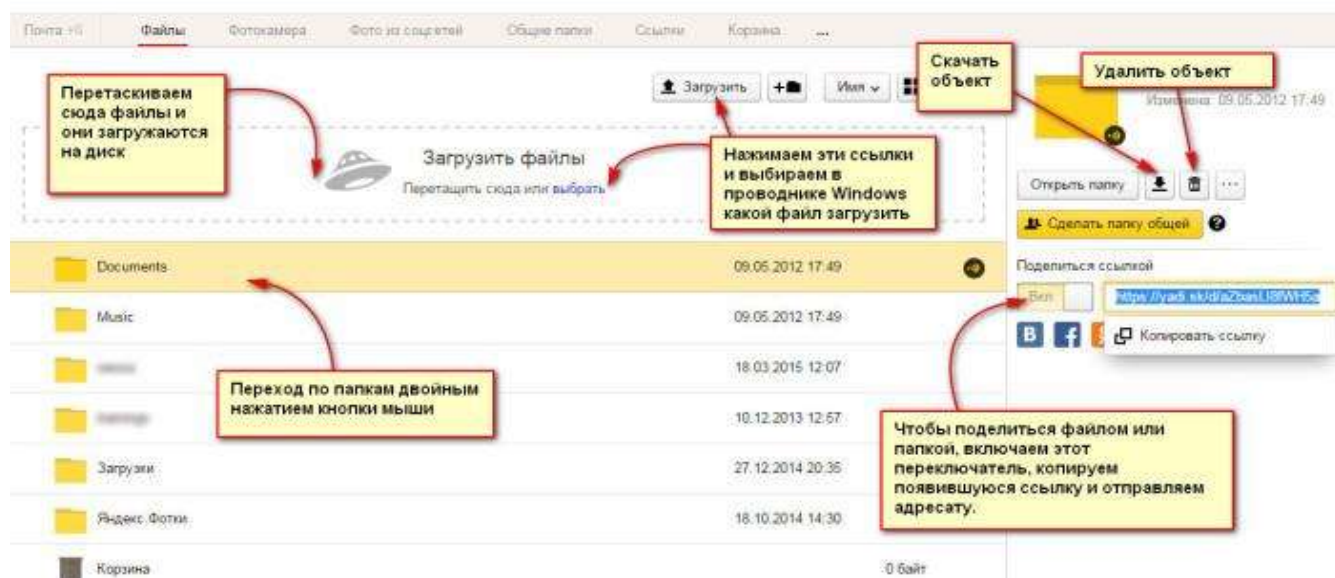 Почта +6 Файлы Фотокамера Фото из соцсетей Общие папки Ссылки Корзина ...
Перетаскиваем
сюда файлы и
они загружаются
на диск
Загрузить
Имя
Скачать
объект
Удалить объект
Изменена: 09.05.2012 17:49
Загрузить файлы
Перетащить сюда или выбрать
Нажимаем эти ссылки
и выбираем в
проводнике Windows
какой файл загрузить
Открыть папку ...
Сделать папку общей ?
Поделиться ссылкой
Вкл
Копировать ссылку
Documents 09.05.2012 17:49
Music 09.05.2012 17:49
18.03.2015 12:07
10.12.2013 12:57
Загрузки 27.12.2014 20:35
Яндекс Фотки 18.10.2014 14:30
Корзина 0 байт
Переход по папкам двойным
нажатием кнопки мыши
Чтобы поделиться файлом или
папкой, включаем этот
переключатель, копируем
появившуюся ссылку и отправляем
адресату.